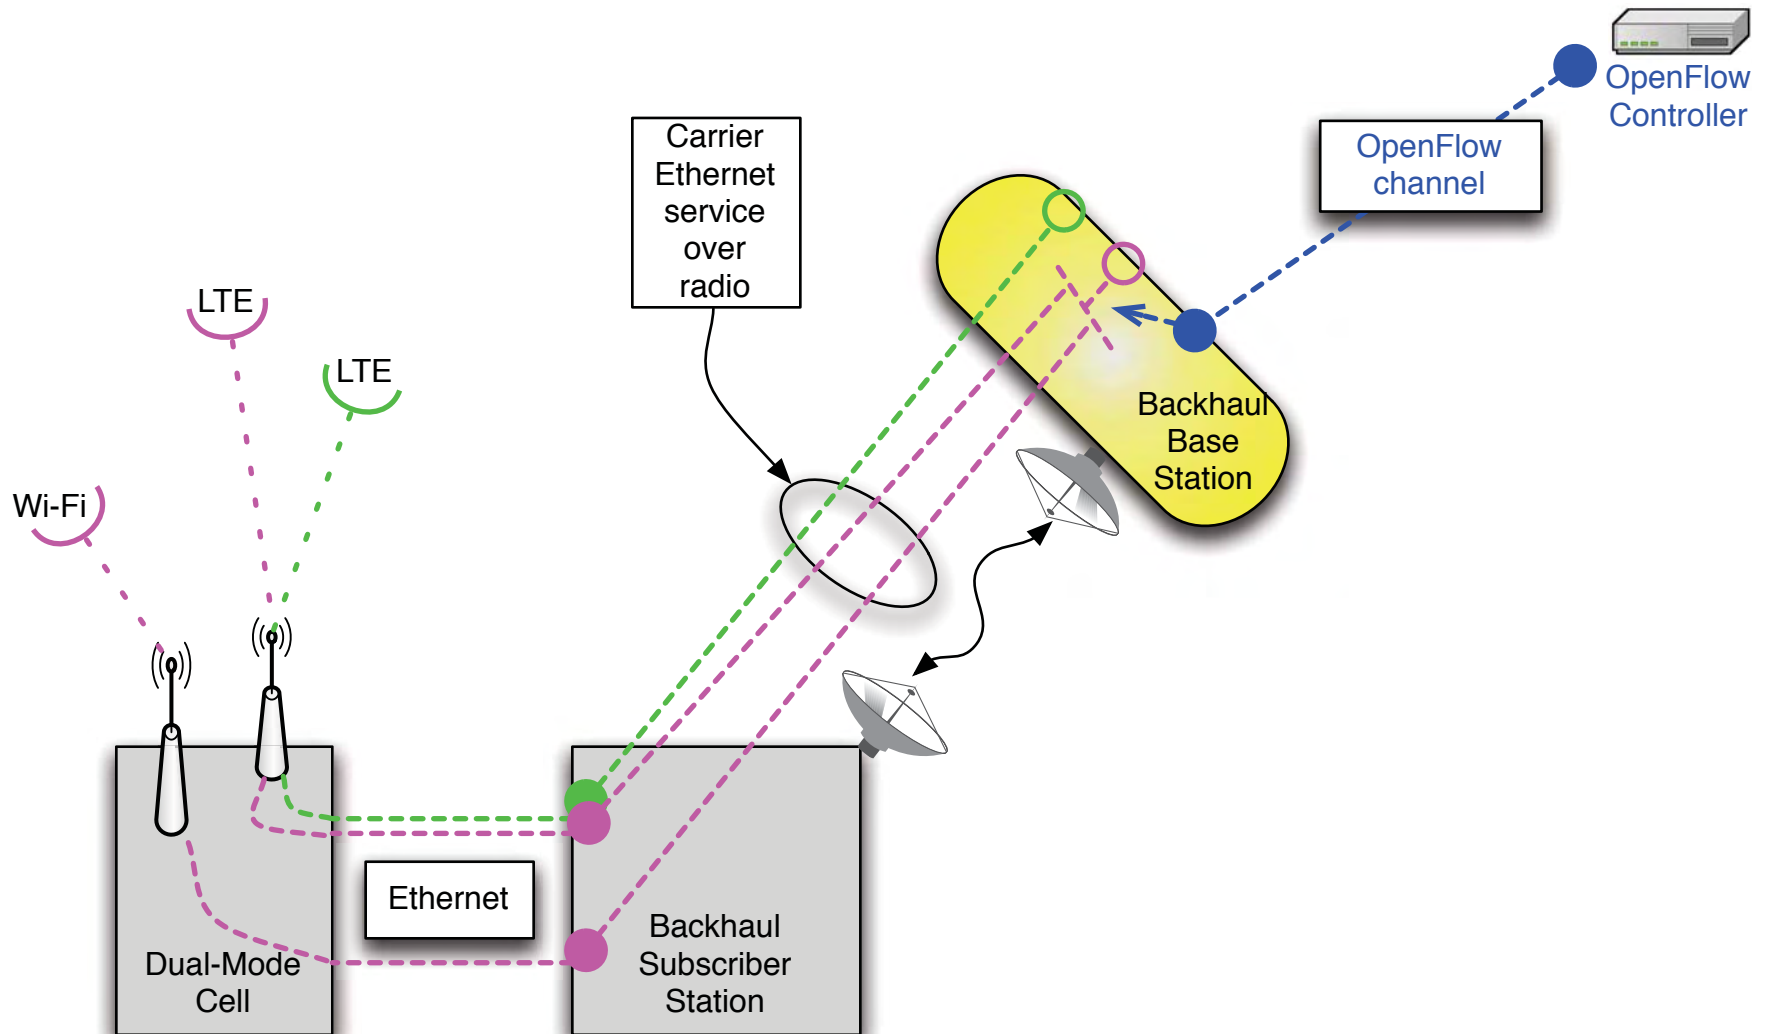 OpenFlow
Controller
OpenFlow
channel
Carrier
Ethernet
service
over
radio
LTE
LTE
Wi-Fi
Backhaul
Base
Station
Ethernet
Dual-Mode
Cell
Backhaul
Subscriber
Station